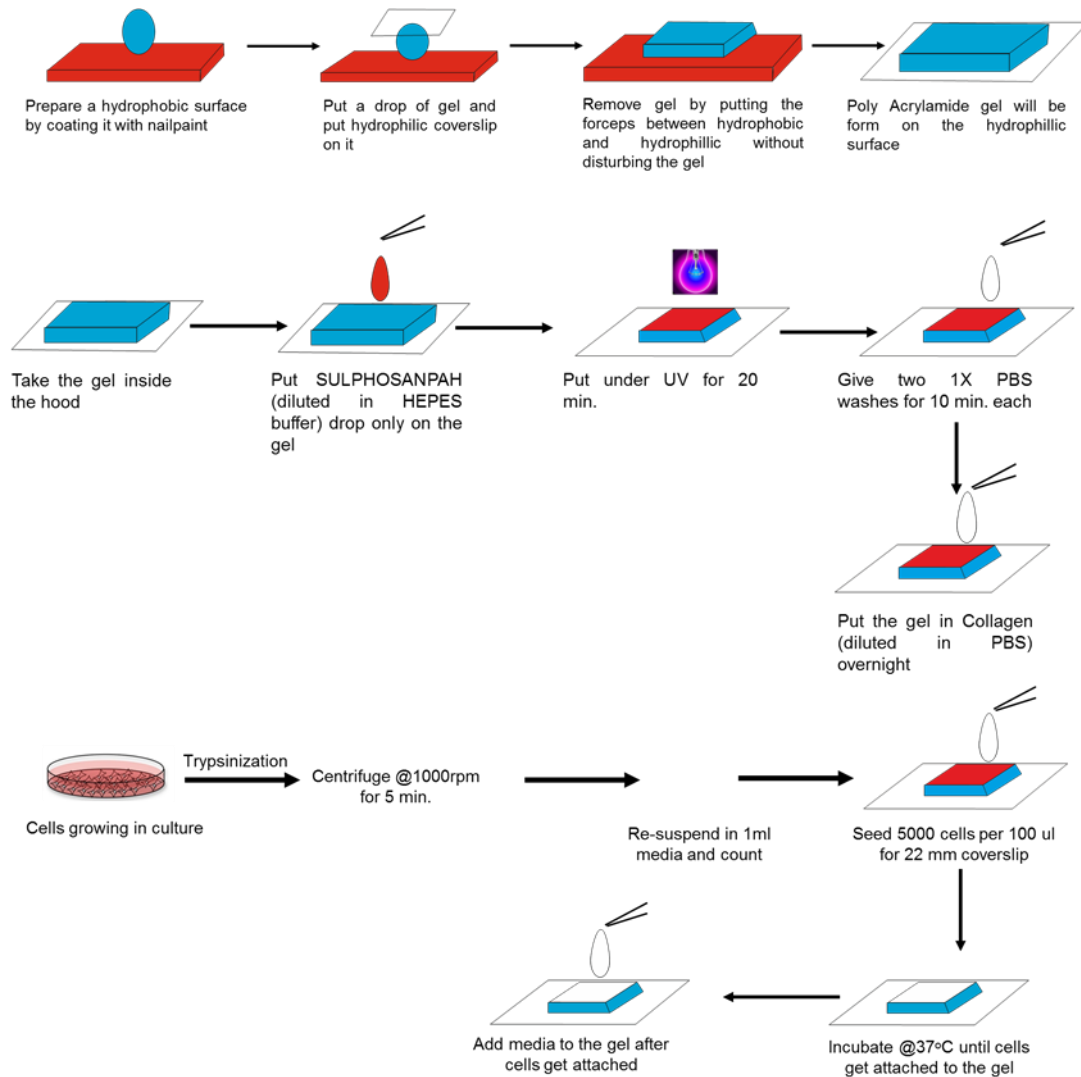 Prepare a hydrophobic surface
by coating it with nailpaint
Put a drop of gel and
put hydrophilic coverslip
on it
Remove gel by putting the
forceps between hydrophobic
and hydrophillic without
disturbing the gel
Poly Acrylamide gel will be
form on the hydrophillic
surface
Take the gel inside
the hood
Put SULPHOSANPAH
(diluted in HEPES
buffer) drop only on the
gel
Put under UV for 20
min.
Give two 1X PBS
washes for 10 min. each
Put the gel in Collagen
(diluted in PBS)
overnight
Cells growing in culture
Trypsinization
Centrifuge @1000rpm
for 5 min.
Re-suspend in 1ml
media and count
Seed 5000 cells per 100 ul
for 22 mm coverslip
Add media to the gel after
cells get attached
Incubate @37ºC until cells
get attached to the gel